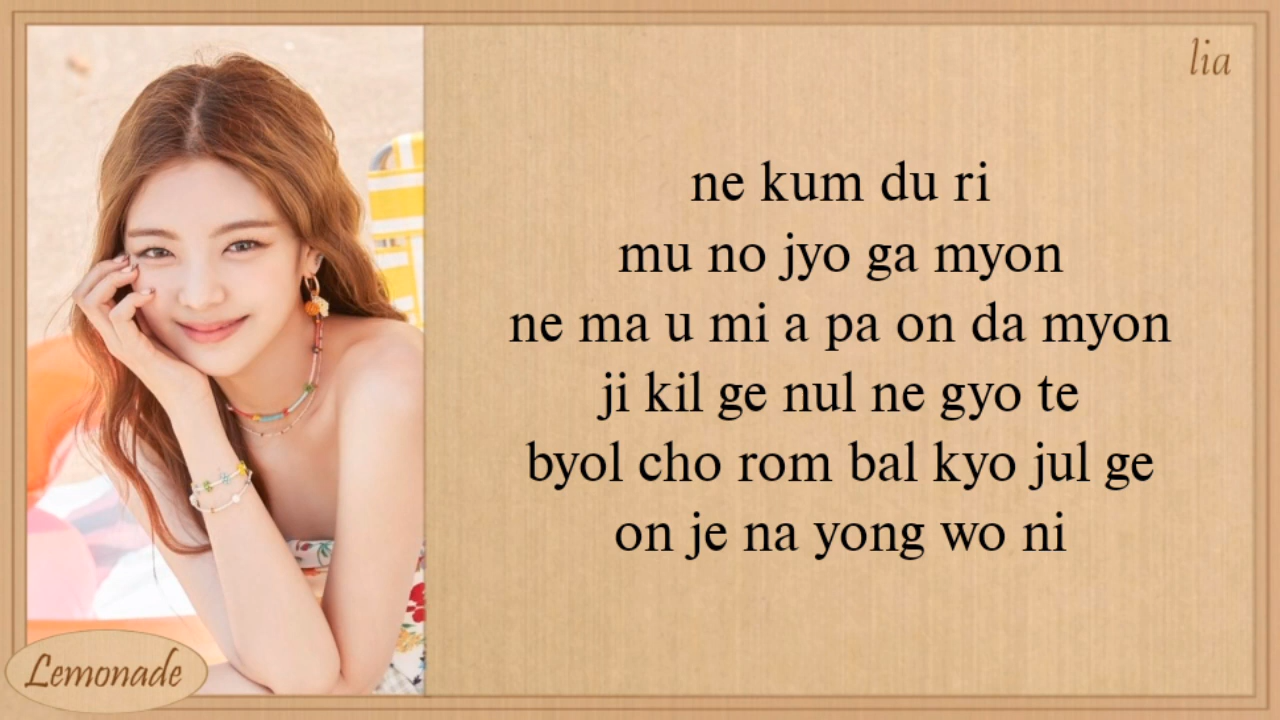 lia
ne kum du ri
mu no jyo ga myon
ne ma u mi a pa on da myon
ji kil ge nul ne gyo te
byol cho rom bal kyo jul ge
on je na yong wo ni
Lemonade